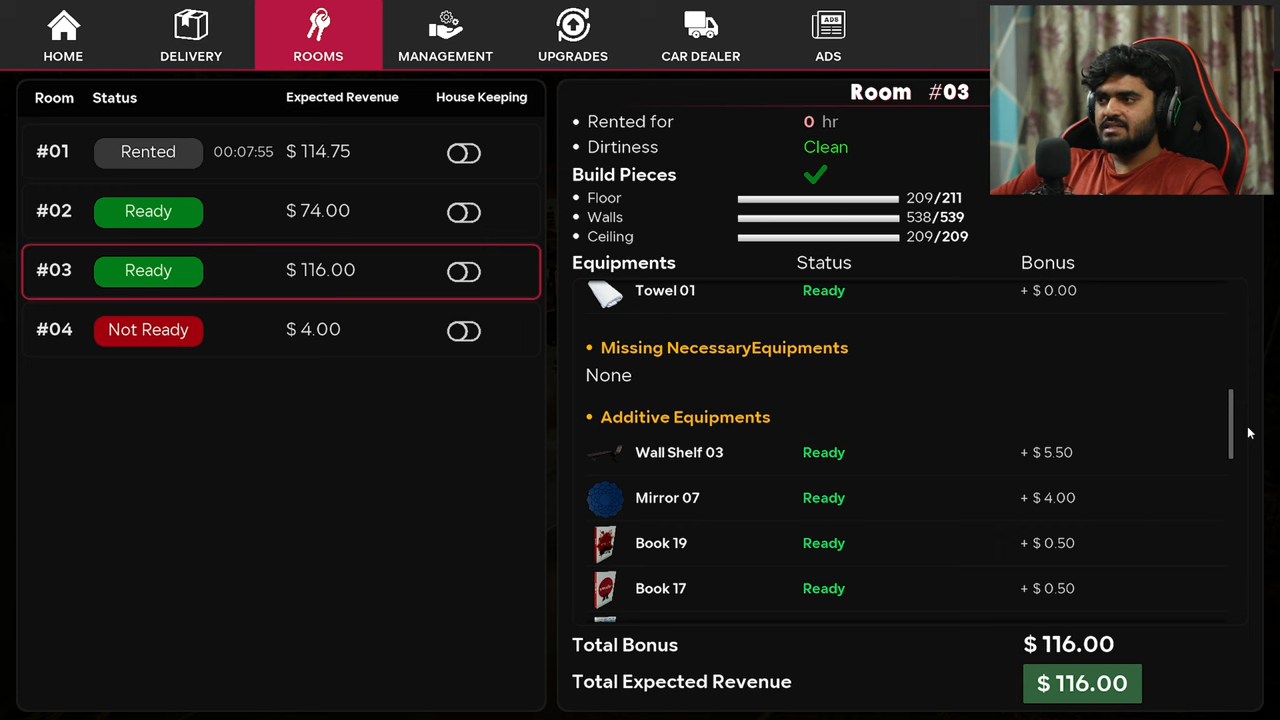 HOME DELIVERY ROOMS MANAGEMENT UPGRADES CAR DEALER ADS
Room Status Expected Revenue House Keeping
#01 Rented 00:07:55 $ 114.75
#02 Ready $ 74.00
#03 Ready $ 116.00
#04 Not Ready $ 4.00
Room #03
• Rented for 0 hr
• Dirtiness Clean
Build Pieces
• Floor 209/211
• Walls 538/539
• Ceiling 209/209
Equipments Status Bonus
Towel 01 Ready + $ 0.00
• Missing NecessaryEquipments
None
• Additive Equipments
Wall Shelf 03 Ready + $ 5.50
Mirror 07 Ready + $ 4.00
Book 19 Ready + $ 0.50
Book 17 Ready + $ 0.50
Total Bonus $ 116.00
Total Expected Revenue $ 116.00